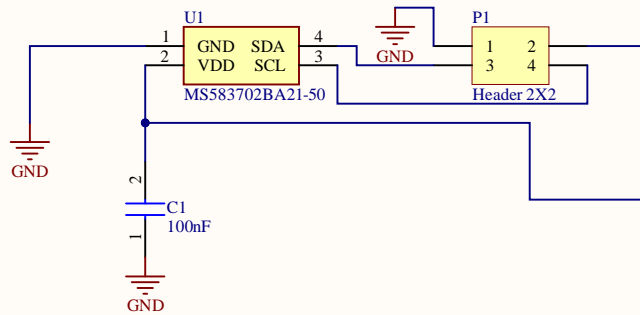 U1
P1
1 GND SDA 4
2 VDD SCL 3
GND
1 2
3 4
MS583702BA21-50
Header 2X2
GND
2
C1
100nF
1
GND